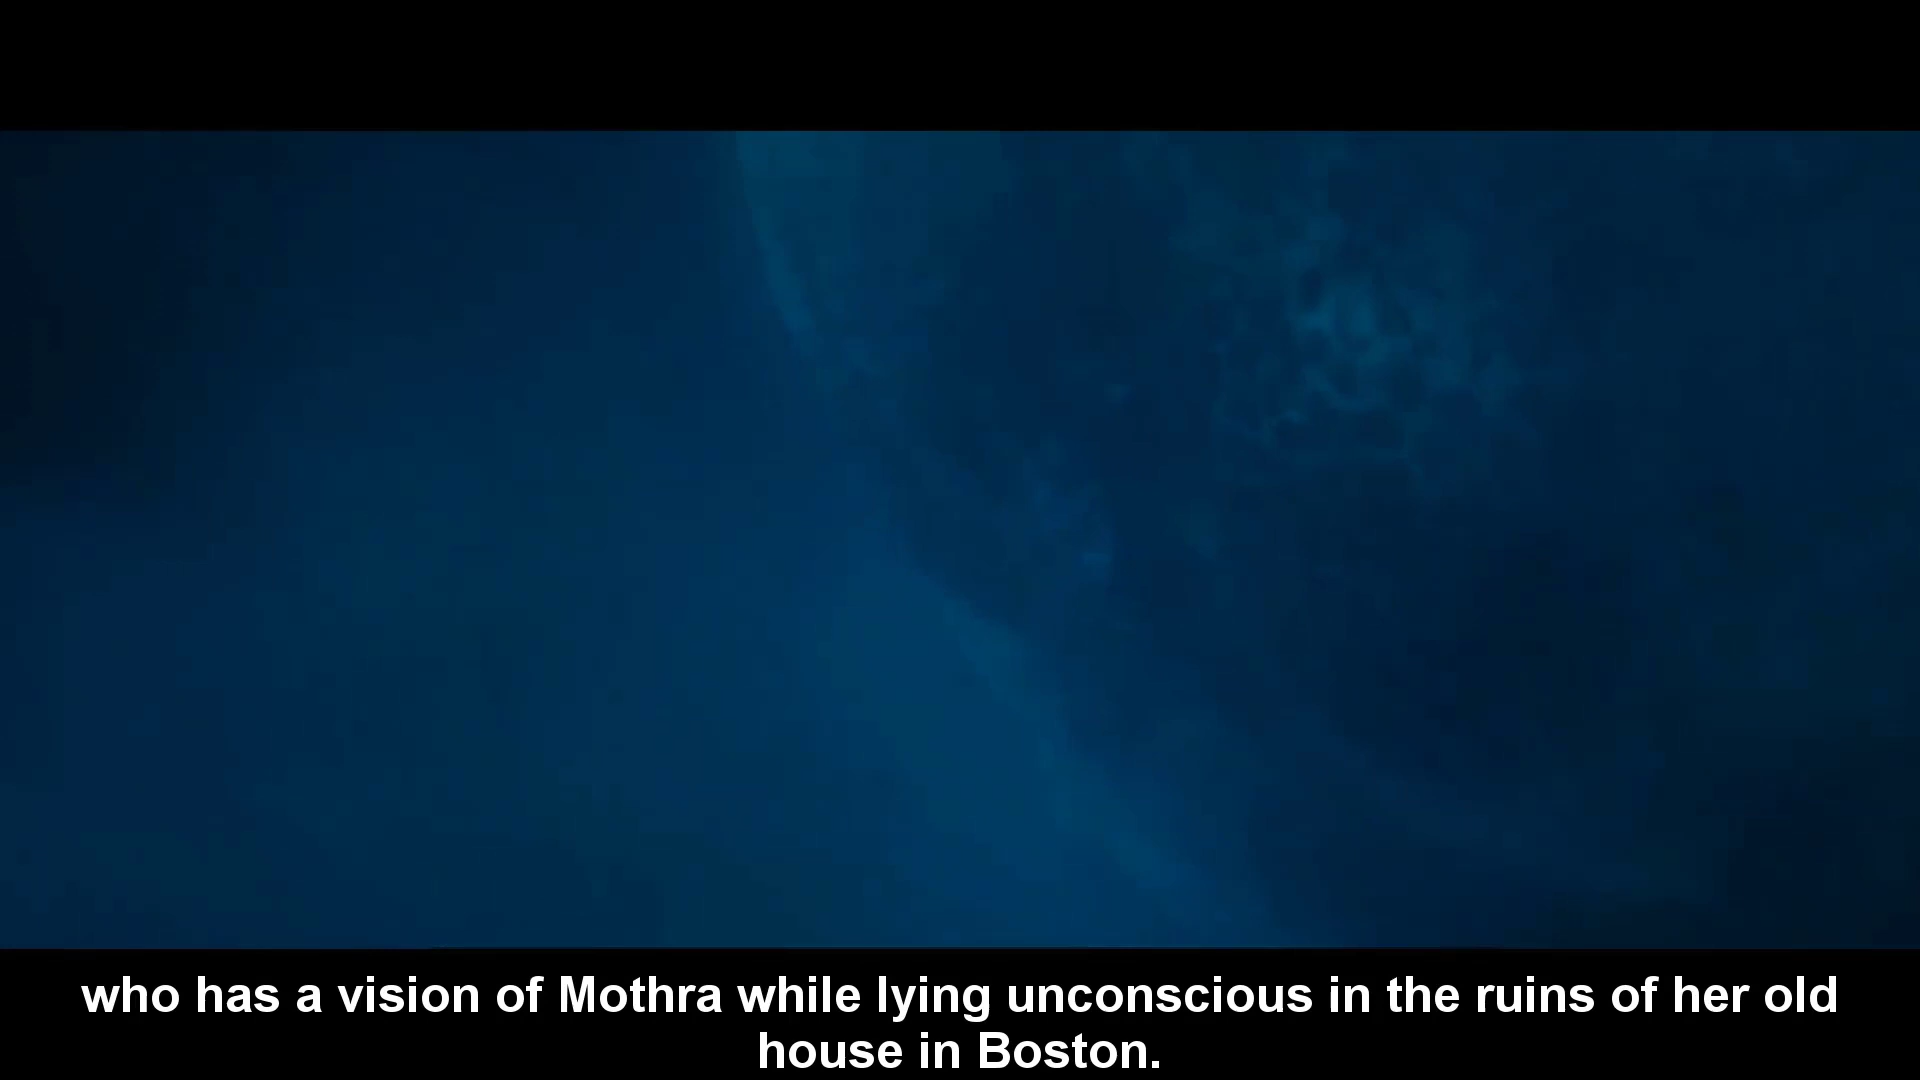 who has a vision of Mothra while lying unconscious in the ruins of her old
house in Boston.